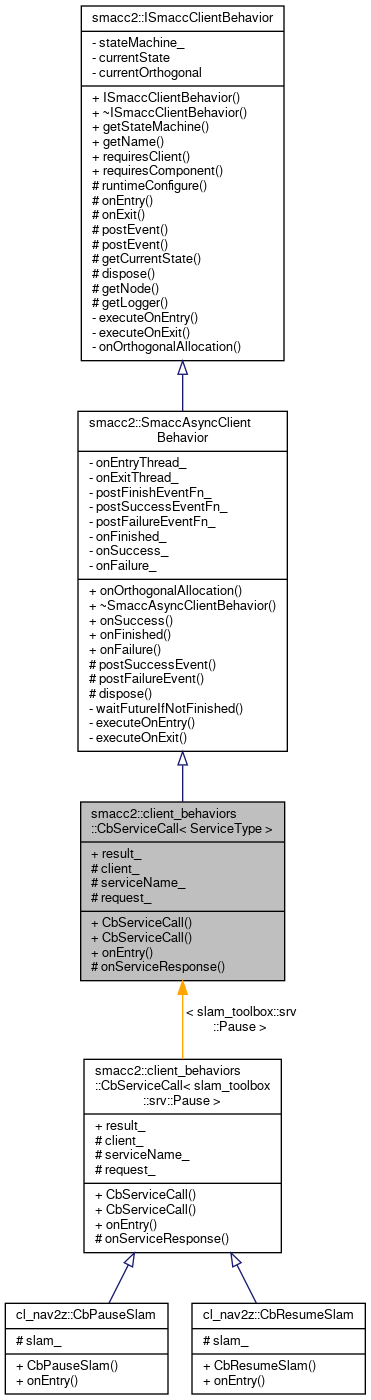 smacc2::ISmaccClientBehavior
- stateMachine_
- currentState
- currentOrthogonal
+ ISmaccClientBehavior()
+ ~ISmaccClientBehavior()
+ getStateMachine()
+ getName()
+ requiresClient()
+ requiresComponent()
# runtimeConfigure()
# onEntry()
# onExit()
# postEvent()
# postEvent()
# getCurrentState()
# dispose()
# getNode()
# getLogger()
- executeOnEntry()
- executeOnExit()
- onOrthogonalAllocation()
smacc2::SmaccAsyncClient
Behavior
- onEntryThread_
- onExitThread_
- postFinishEventFn_
- postSuccessEventFn_
- postFailureEventFn_
- onFinished_
- onSuccess_
- onFailure_
+ onOrthogonalAllocation()
+ ~SmaccAsyncClientBehavior()
+ onSuccess()
+ onFinished()
+ onFailure()
# postSuccessEvent()
# postFailureEvent()
# dispose()
- waitFutureIfNotFinished()
- executeOnEntry()
- executeOnExit()
smacc2::client_behaviors
::CbServiceCall< ServiceType >
+ result_
# client_
# serviceName_
# request_
+ CbServiceCall()
+ CbServiceCall()
+ onEntry()
# onServiceResponse()
< slam_toolbox::srv
::Pause >
smacc2::client_behaviors
::CbServiceCall< slam_toolbox
::srv::Pause >
+ result_
# client_
# serviceName_
# request_
+ CbServiceCall()
+ CbServiceCall()
+ onEntry()
# onServiceResponse()
cl_nav2z::CbPauseSlam
# slam_
+ CbPauseSlam()
+ onEntry()
cl_nav2z::CbResumeSlam
# slam_
+ CbResumeSlam()
+ onEntry()